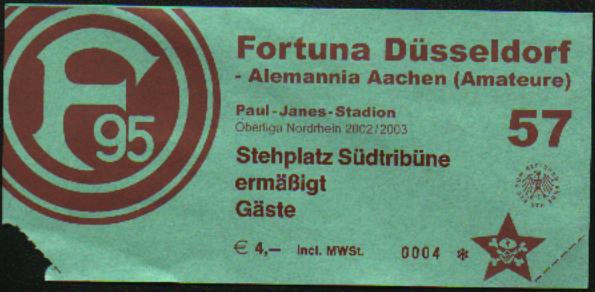 F 95
Fortuna Düsseldorf
- Alemannia Aachen (Amateure)
Paul-Janes-Stadion
Oberliga Nordrhein 2002/2003
57
Stehplatz Südtribüne
ermäßigt
Gäste
€ 4,— incl. MWSt. 0004 *